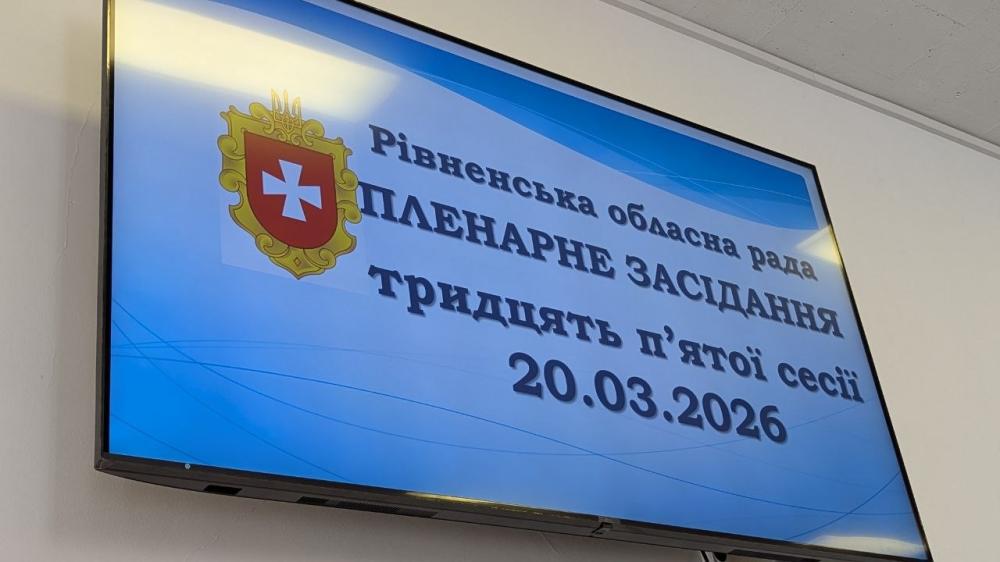 Рівненська обласна рада
ПЛЕНАРНЕ ЗАСІДАННЯ
тридцять п’ятої сесії
20.03.2026